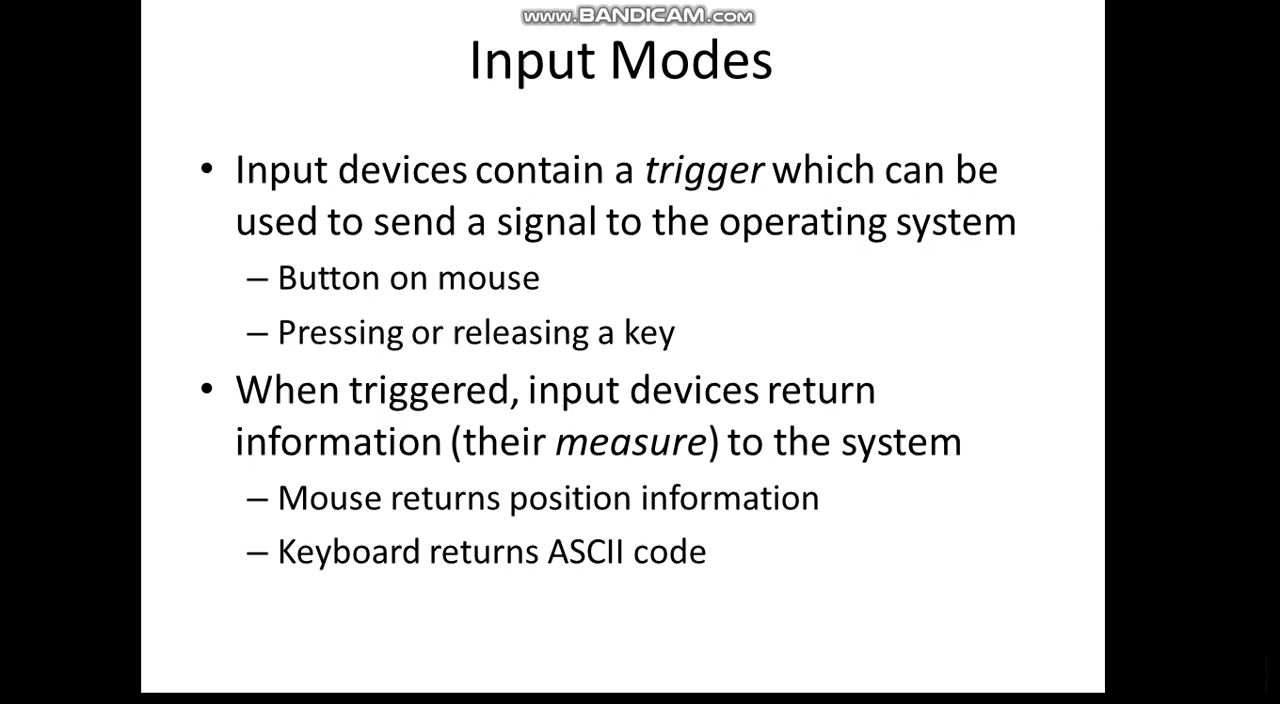 www.BANDICAM.com
Input Modes
• Input devices contain a trigger which can be
used to send a signal to the operating system
– Button on mouse
– Pressing or releasing a key
• When triggered, input devices return
information (their measure) to the system
– Mouse returns position information
– Keyboard returns ASCII code